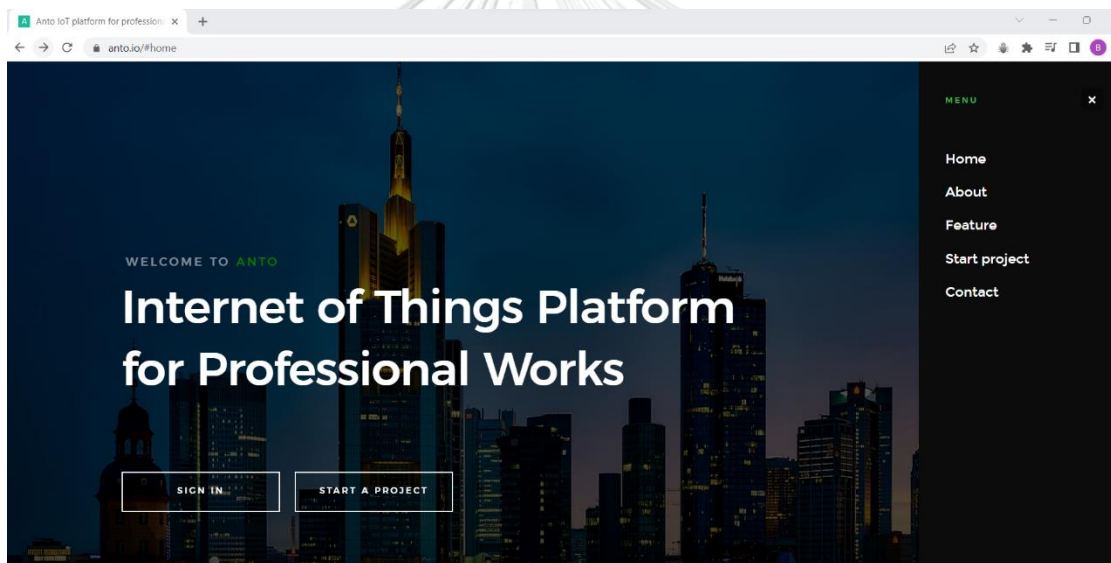 A Anto IoT platform for profession
anto.io/#home
B
MENU
Home
About
Feature
Start project
Contact
WELCOME TO ANTO
Internet of Things Platform
for Professional Works
SIGN IN
START A PROJECT